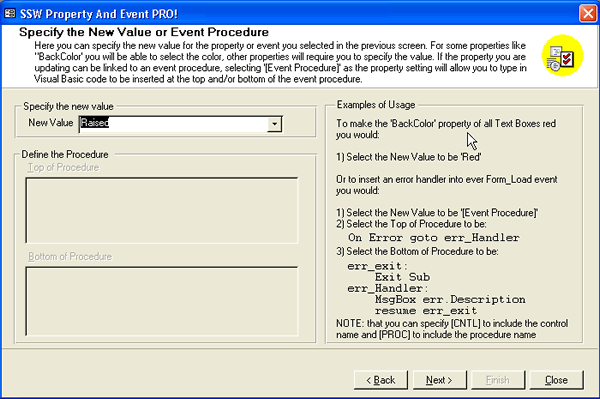 SSW Property And Event PRO!
Specify the New Value or Event Procedure
Here you can specify the new value for the property or event you selected in the previous screen. For some properties like
"BackColor' you will be able to select the color, other properties will require you to specify the value. If the property you are
updating can be linked to an event procedure, selecting '[Event Procedure]' as the property setting will allow you to type in
Visual Basic code to be inserted at the top and/or bottom of the event procedure.
Specify the new value
New Value Raised
Define the Procedure
Top of Procedure
Bottom of Procedure
Examples of Usage
To make the 'BackColor' property of all Text Boxes red
you would:
1) Select the New Value to be 'Red'
Or to insert an error handler into ever Form_Load event
you would:
1) Select the New Value to be '[Event Procedure]'
2) Select the Top of Procedure to be:
On Error goto err_Handler
3) Select the Bottom of Procedure to be:
err_exit:
Exit Sub
err_Handler:
MsgBox err.Description
resume err_exit
NOTE: that you can specify [CNTL] to include the control
name and [PROC] to include the procedure name
< Back
Next >
Finish
Close